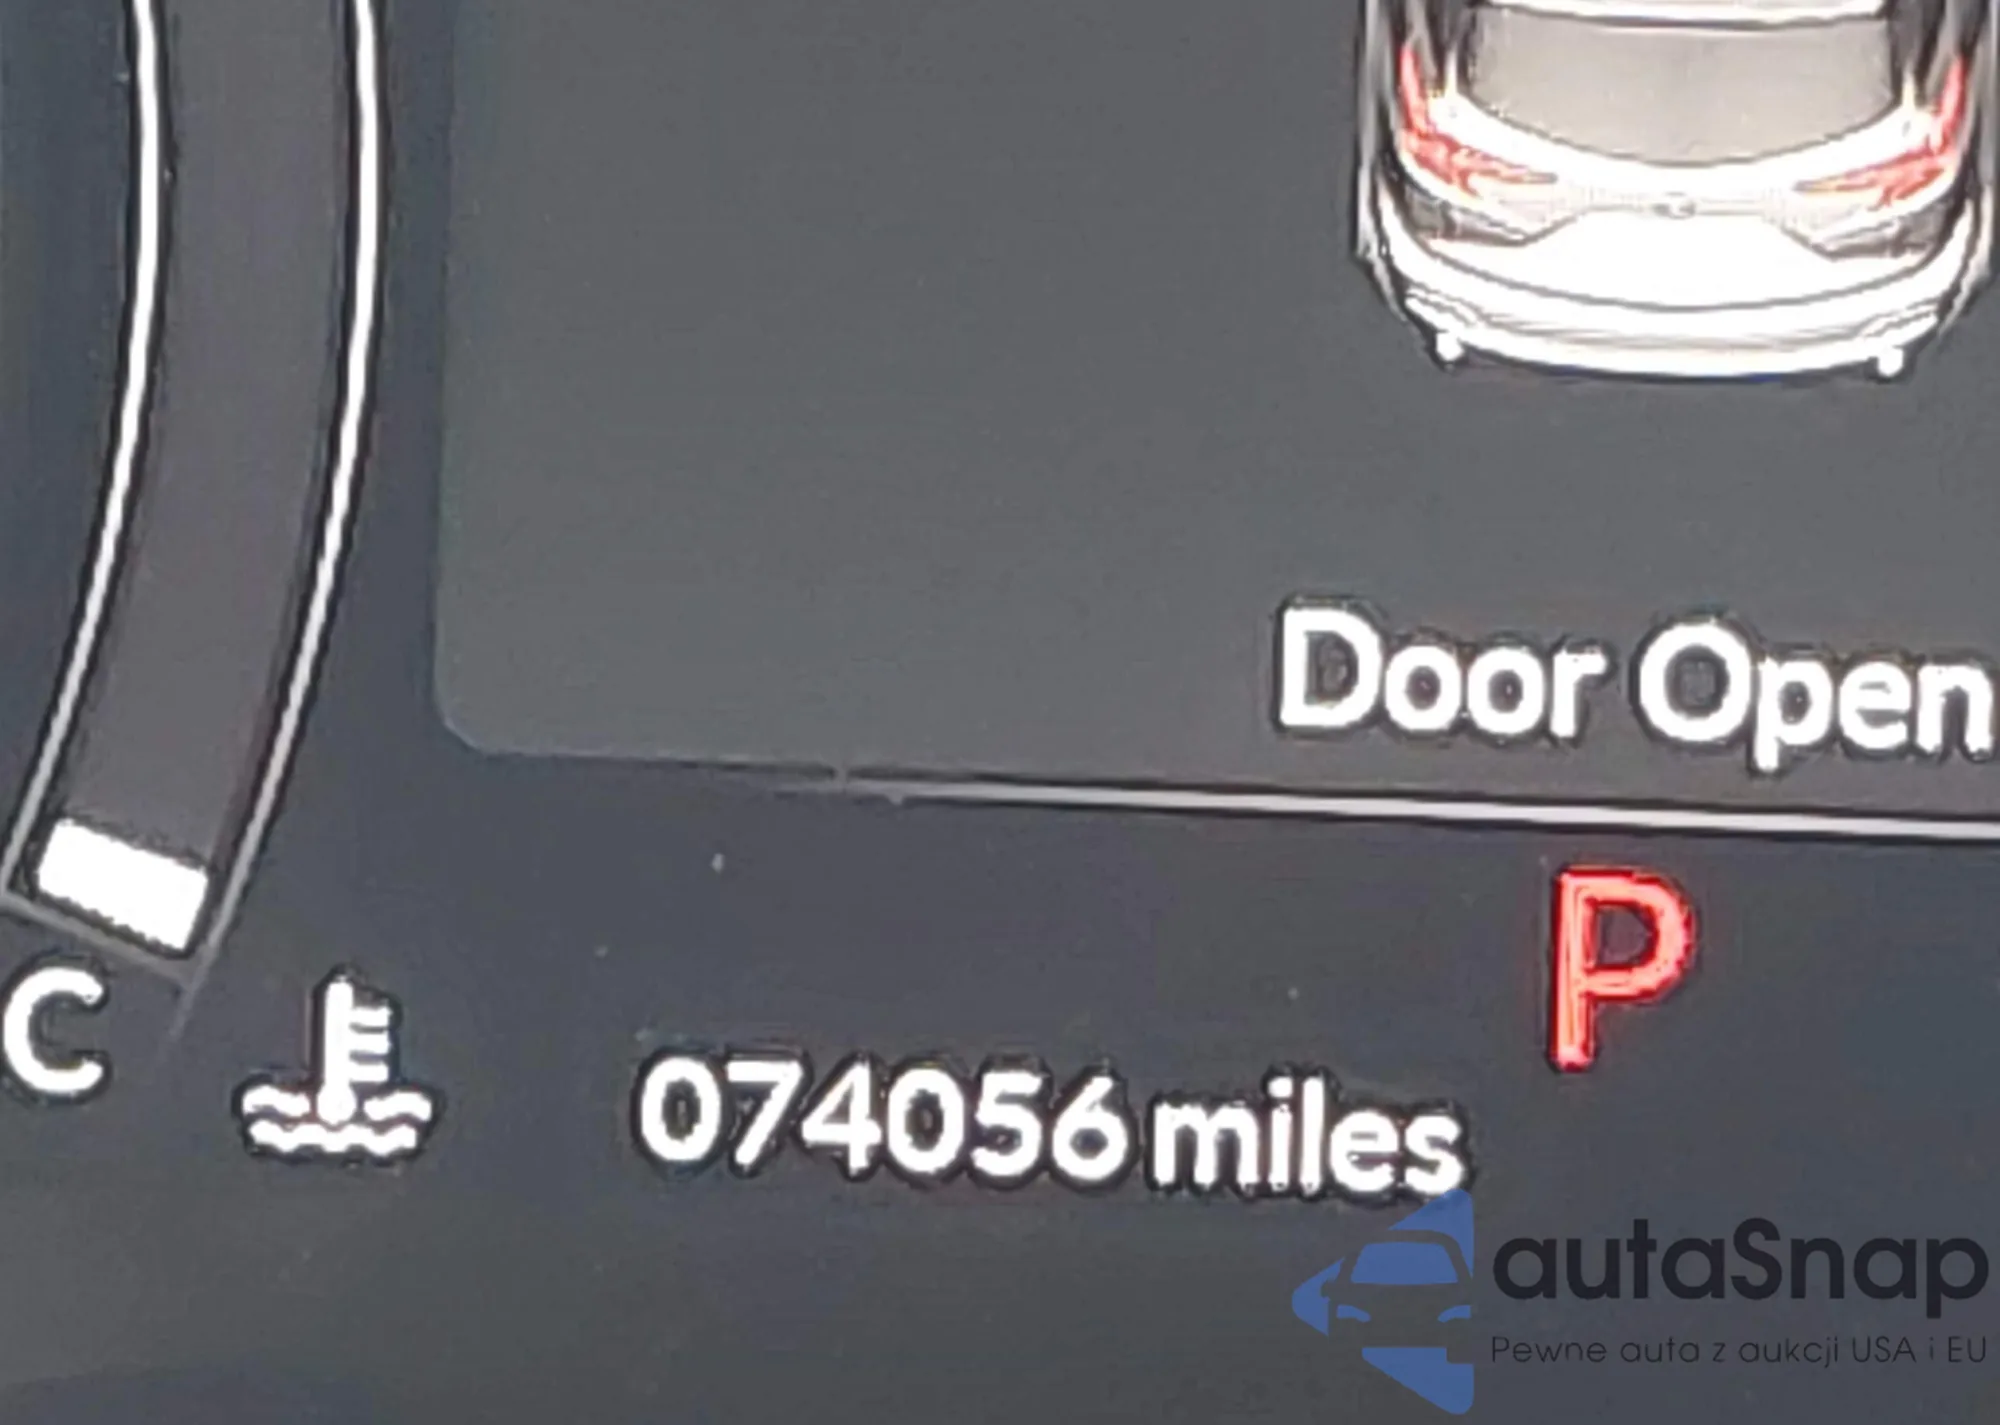 Door Open
P
C
074056 miles
autaSnap
Pewne auta z aukcji USA i EU